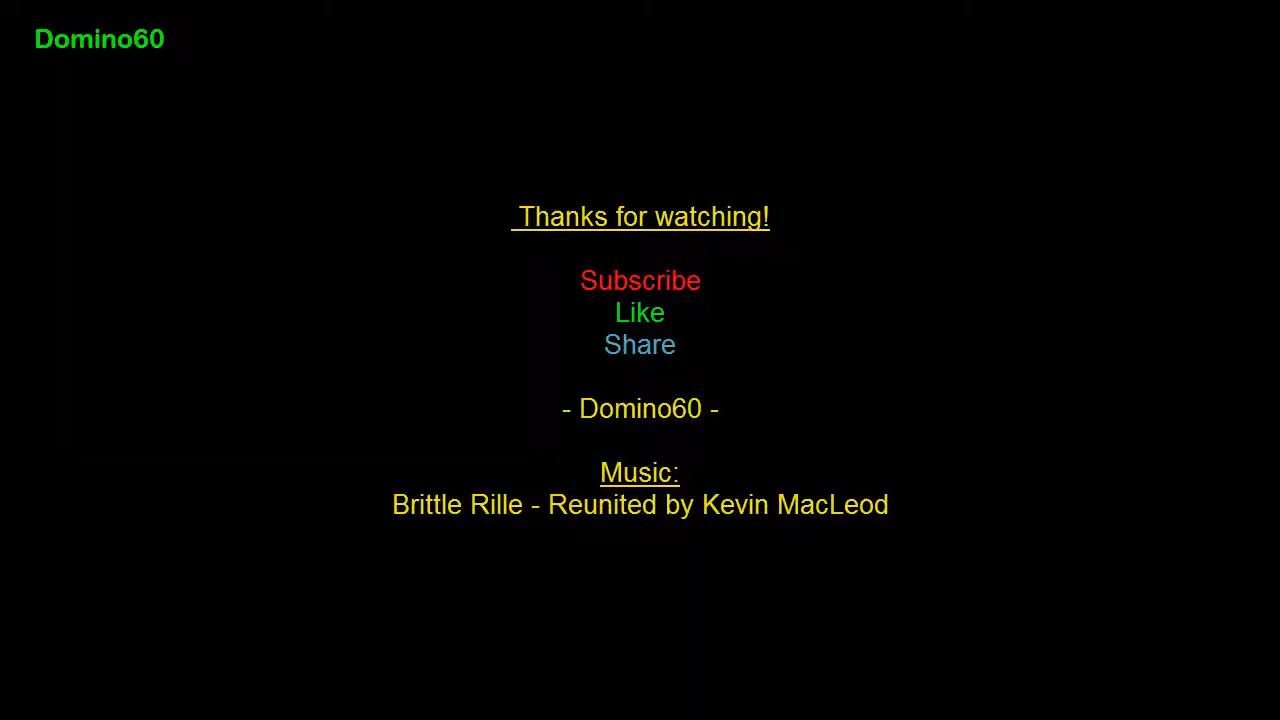 Domino60
Thanks for watching!
Subscribe
Like
Share
- Domino60 -
Music:
Brittle Rille - Reunited by Kevin MacLeod